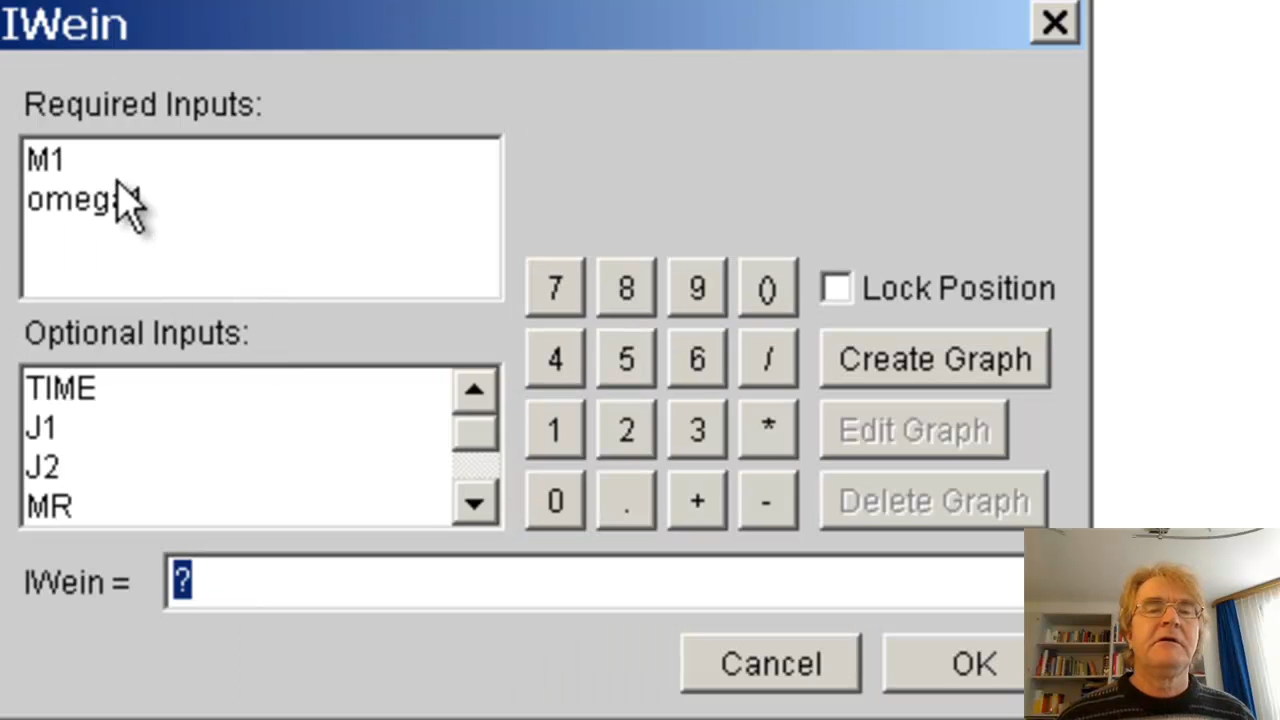 IWein
Required Inputs:
M1
Optional Inputs:
TIME
J1
J2
MR
7 8 9 ()
4 5 6 /
1 2 3 *
0 . + -
Lock Position
Create Graph
Edit Graph
Delete Graph
IWein = ?
Cancel
OK